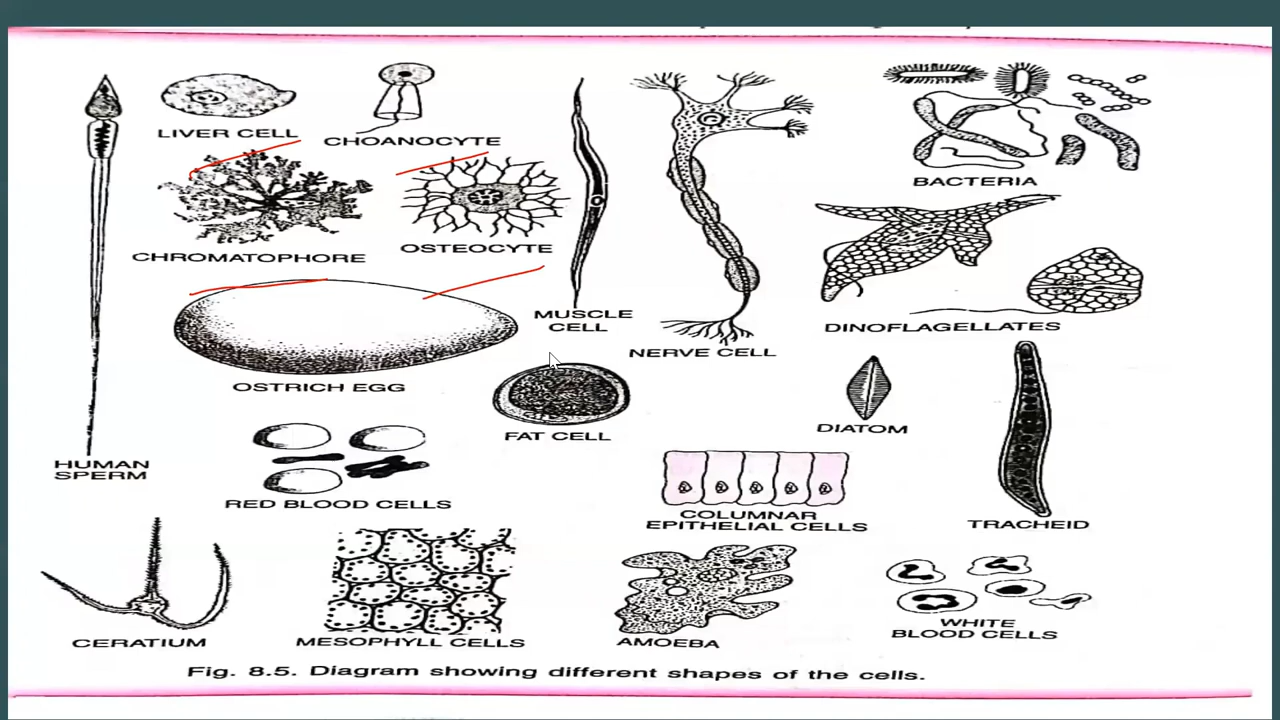 LIVER CELL
CHOANOCYTE
BACTERIA
CHROMATOPHORE
OSTEOCYTE
MUSCLE
CELL
DINOFLAGELLATES
NERVE CELL
OSTRICH EGG
FAT CELL
DIATOM
HUMAN
SPERM
RED BLOOD CELLS
COLUMNAR
EPITHELIAL CELLS
TRACHEID
CERATIUM
MESOPHYLL CELLS
AMOEBA
WHITE
BLOOD CELLS
Fig. 8.5. Diagram showing different shapes of the cells.